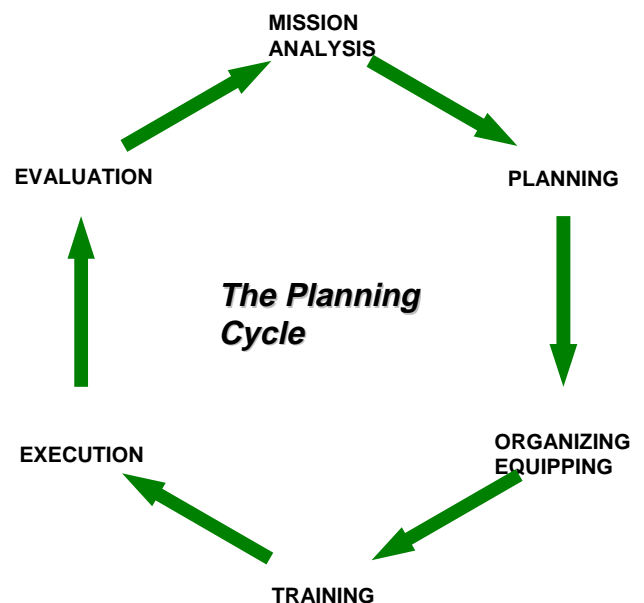 MISSION
ANALYSIS
EVALUATION
PLANNING
The Planning
Cycle
EXECUTION
ORGANIZING
EQUIPPING
TRAINING